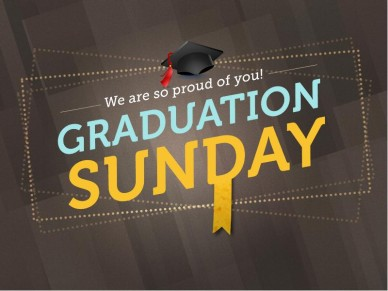 We are so proud of you!
GRADUATION
SUNDAY